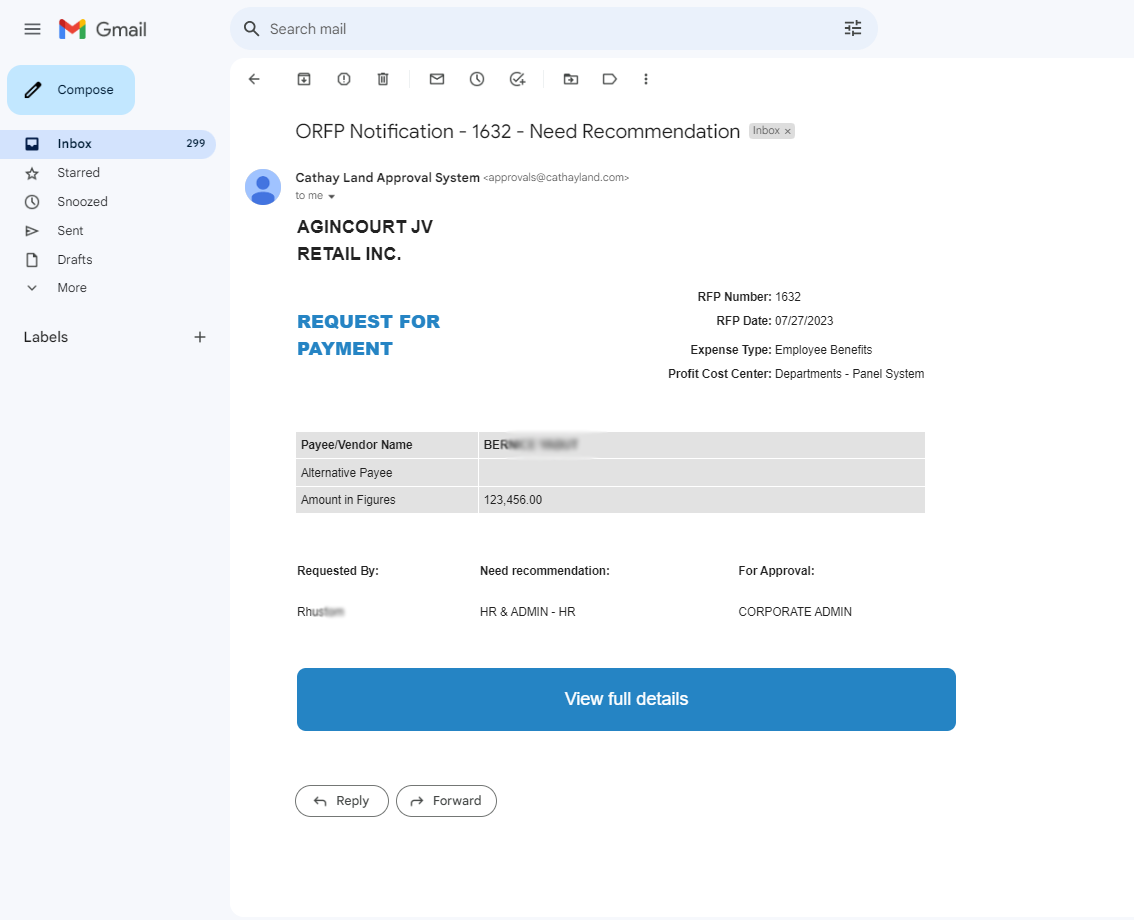 Gmail
Search mail
Compose
Inbox 299
Starred
Snoozed
Sent
Drafts
More
Labels
ORFP Notification - 1632 - Need Recommendation Inbox ×
Cathay Land Approval System <approvals@cathayland.com>
to me
AGINCOURT JV
RETAIL INC.
REQUEST FOR
PAYMENT
RFP Number: 1632
RFP Date: 07/27/2023
Expense Type: Employee Benefits
Profit Cost Center: Departments - Panel System
Payee/Vendor Name
Alternative Payee
Amount in Figures 123,456.00
Requested By: Need recommendation: For Approval:
HR & ADMIN - HR CORPORATE ADMIN
View full details
Reply Forward